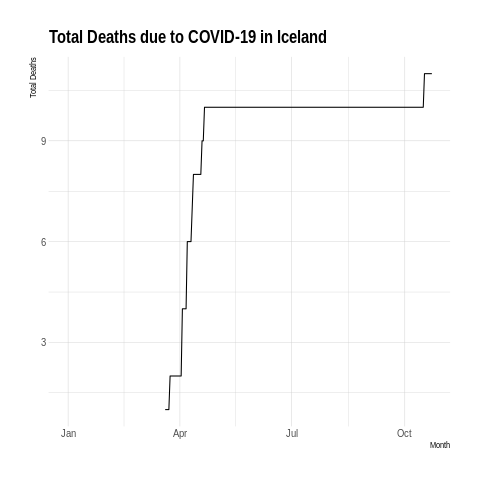 Total Deaths due to COVID-19 in Iceland
Total Deaths
9
6
3
Jan Apr Jul Oct
Month